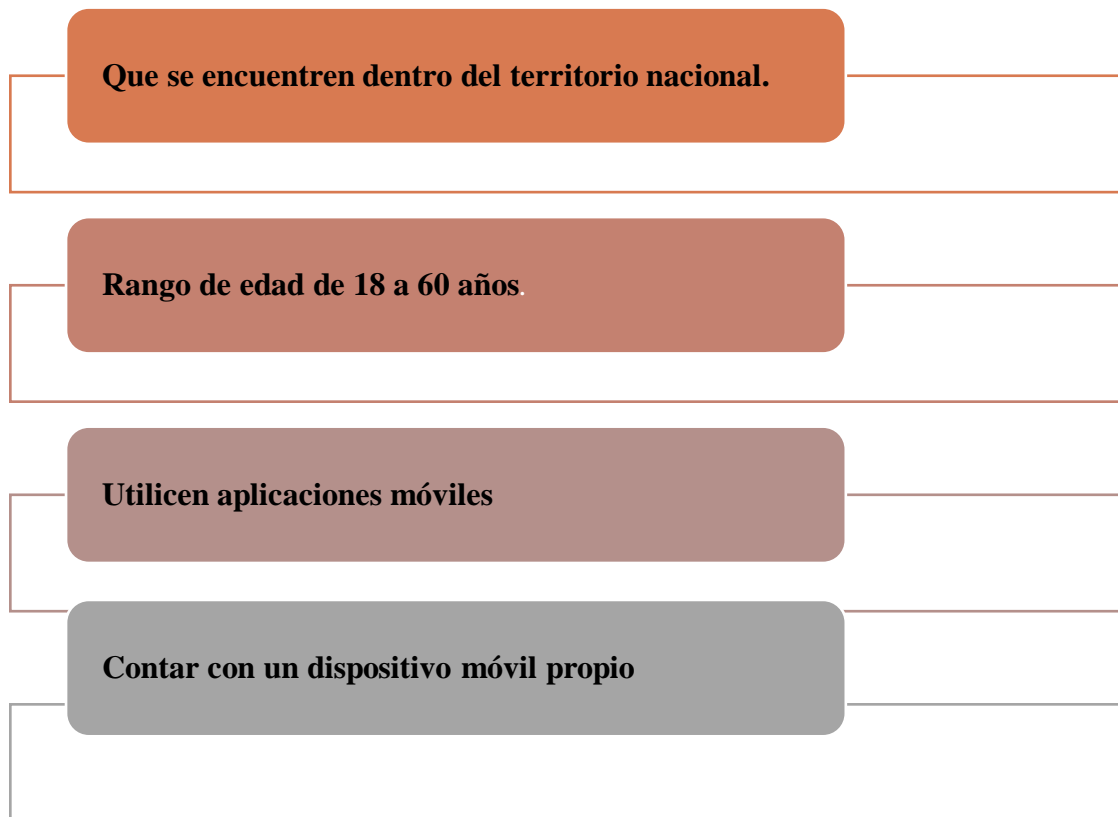 Que se encuentren dentro del territorio nacional.
Rango de edad de 18 a 60 años.
Utilicen aplicaciones móviles
Contar con un dispositivo móvil propio